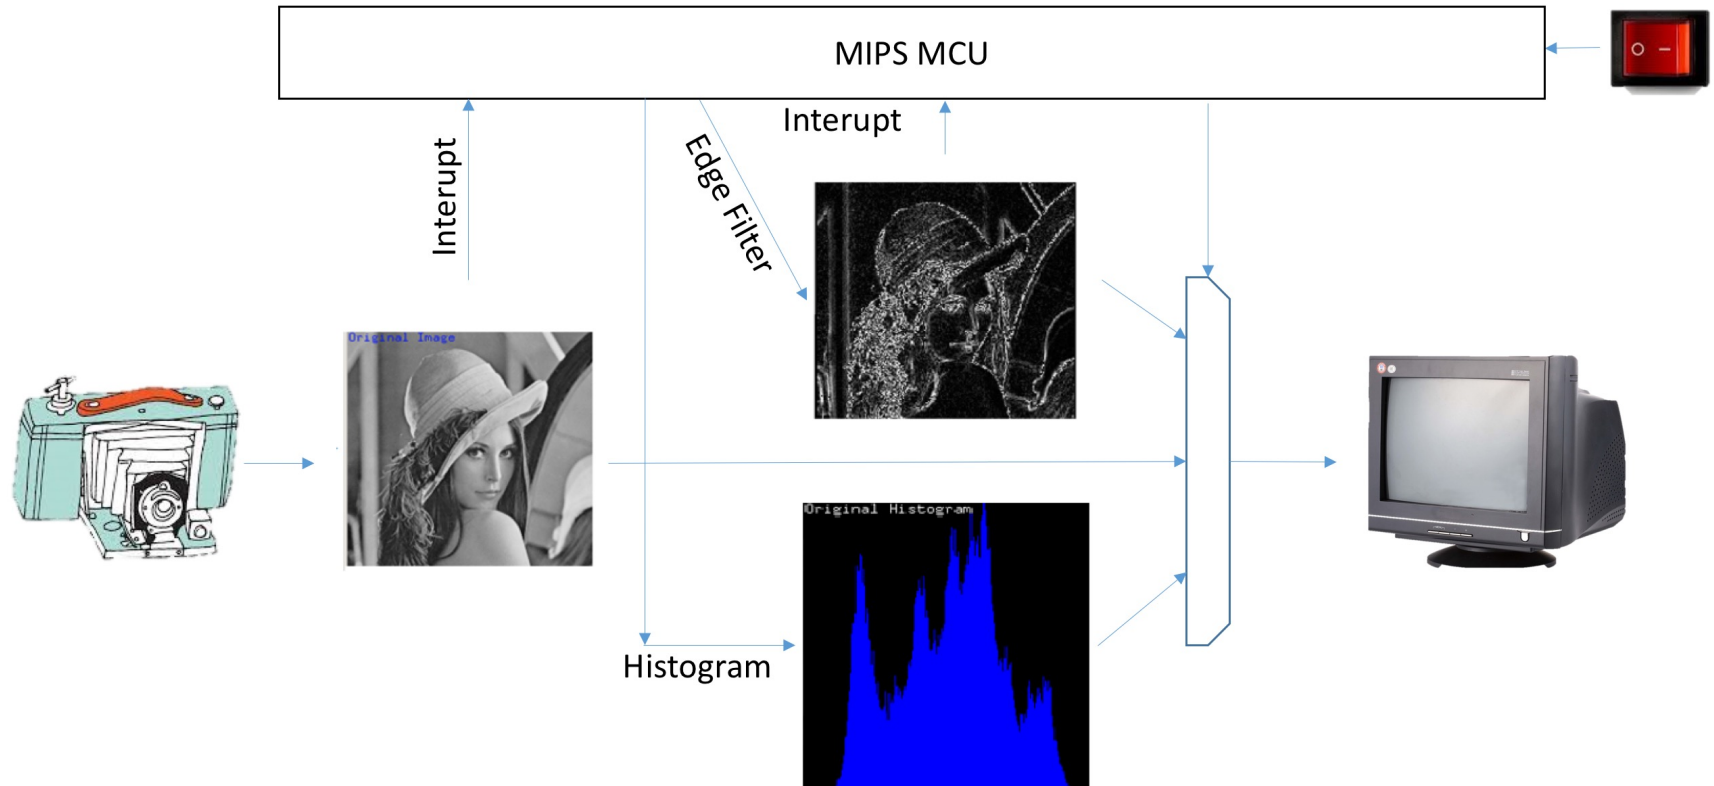 MIPS MCU
Interupt
Interupt
Edge Filter
Original Image
Original Histogram
Histogram